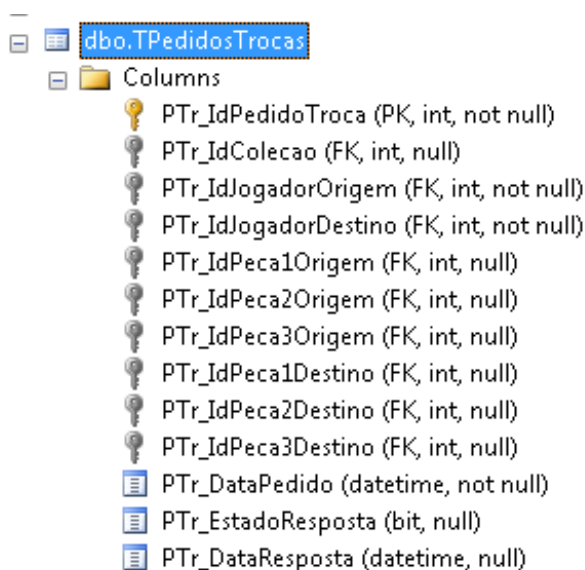 dbo.TPedidosTrocas
Columns
PTr_IdPedidoTroca (PK, int, not null)
PTr_IdColecao (FK, int, null)
PTr_IdJogadorOrigem (FK, int, not null)
PTr_IdJogadorDestino (FK, int, not null)
PTr_IdPeca1Origem (FK, int, null)
PTr_IdPeca2Origem (FK, int, null)
PTr_IdPeca3Origem (FK, int, null)
PTr_IdPeca1Destino (FK, int, null)
PTr_IdPeca2Destino (FK, int, null)
PTr_IdPeca3Destino (FK, int, null)
PTr_DataPedido (datetime, not null)
PTr_EstadoResposta (bit, null)
PTr_DataResposta (datetime, null)